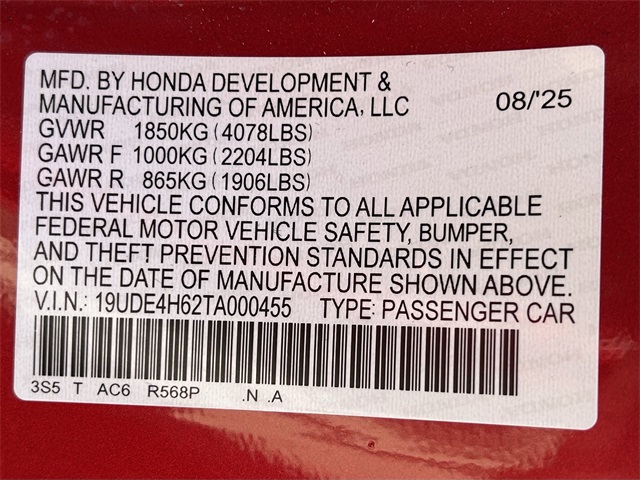 MFD. BY HONDA DEVELOPMENT &
MANUFACTURING OF AMERICA, LLC 08/'25
GVWR 1850KG (4078LBS)
GAWR F 1000KG (2204LBS)
GAWR R 865KG (1906LBS)
THIS VEHICLE CONFORMS TO ALL APPLICABLE
FEDERAL MOTOR VEHICLE SAFETY, BUMPER,
AND THEFT PREVENTION STANDARDS IN EFFECT
ON THE DATE OF MANUFACTURE SHOWN ABOVE.
V.I.N.: 19UDE4H62TA000455 TYPE: PASSENGER CAR
3S5 T AC6 R568P .N .A